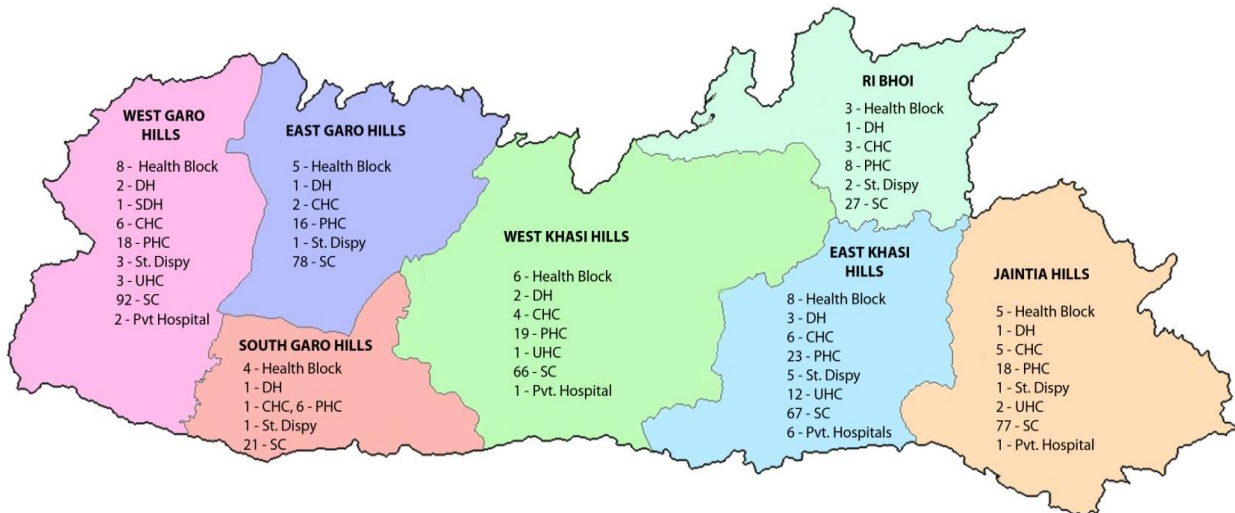 WEST GARO
HILLS
8 - Health Block
2 - DH
1 - SDH
6 - CHC
18 - PHC
3 - St. Dispy
3 - UHC
92 - SC
2 - Pvt Hospital
EAST GARO HILLS
5 - Health Block
1 - DH
2 - CHC
16 - PHC
1 - St. Dispy
78 - SC
SOUTH GARO HILLS
4 - Health Block
1 - DH
1 - CHC, 6 - PHC
1 - St. Dispy
21 - SC
WEST KHASI HILLS
6 - Health Block
2 - DH
4 - CHC
19 - PHC
1 - UHC
66 - SC
1 - Pvt. Hospital
RI BHOI
3 - Health Block
1 - DH
3 - CHC
8 - PHC
2 - St. Dispy
27 - SC
EAST KHASI
HILLS
8 - Health Block
3 - DH
6 - CHC
23 - PHC
5 - St. Dispy
12 - UHC
67 - SC
6 - Pvt. Hospitals
JAINTIA HILLS
5 - Health Block
1 - DH
5 - CHC
18 - PHC
1 - St. Dispy
2 - UHC
77 - SC
1 - Pvt. Hospital